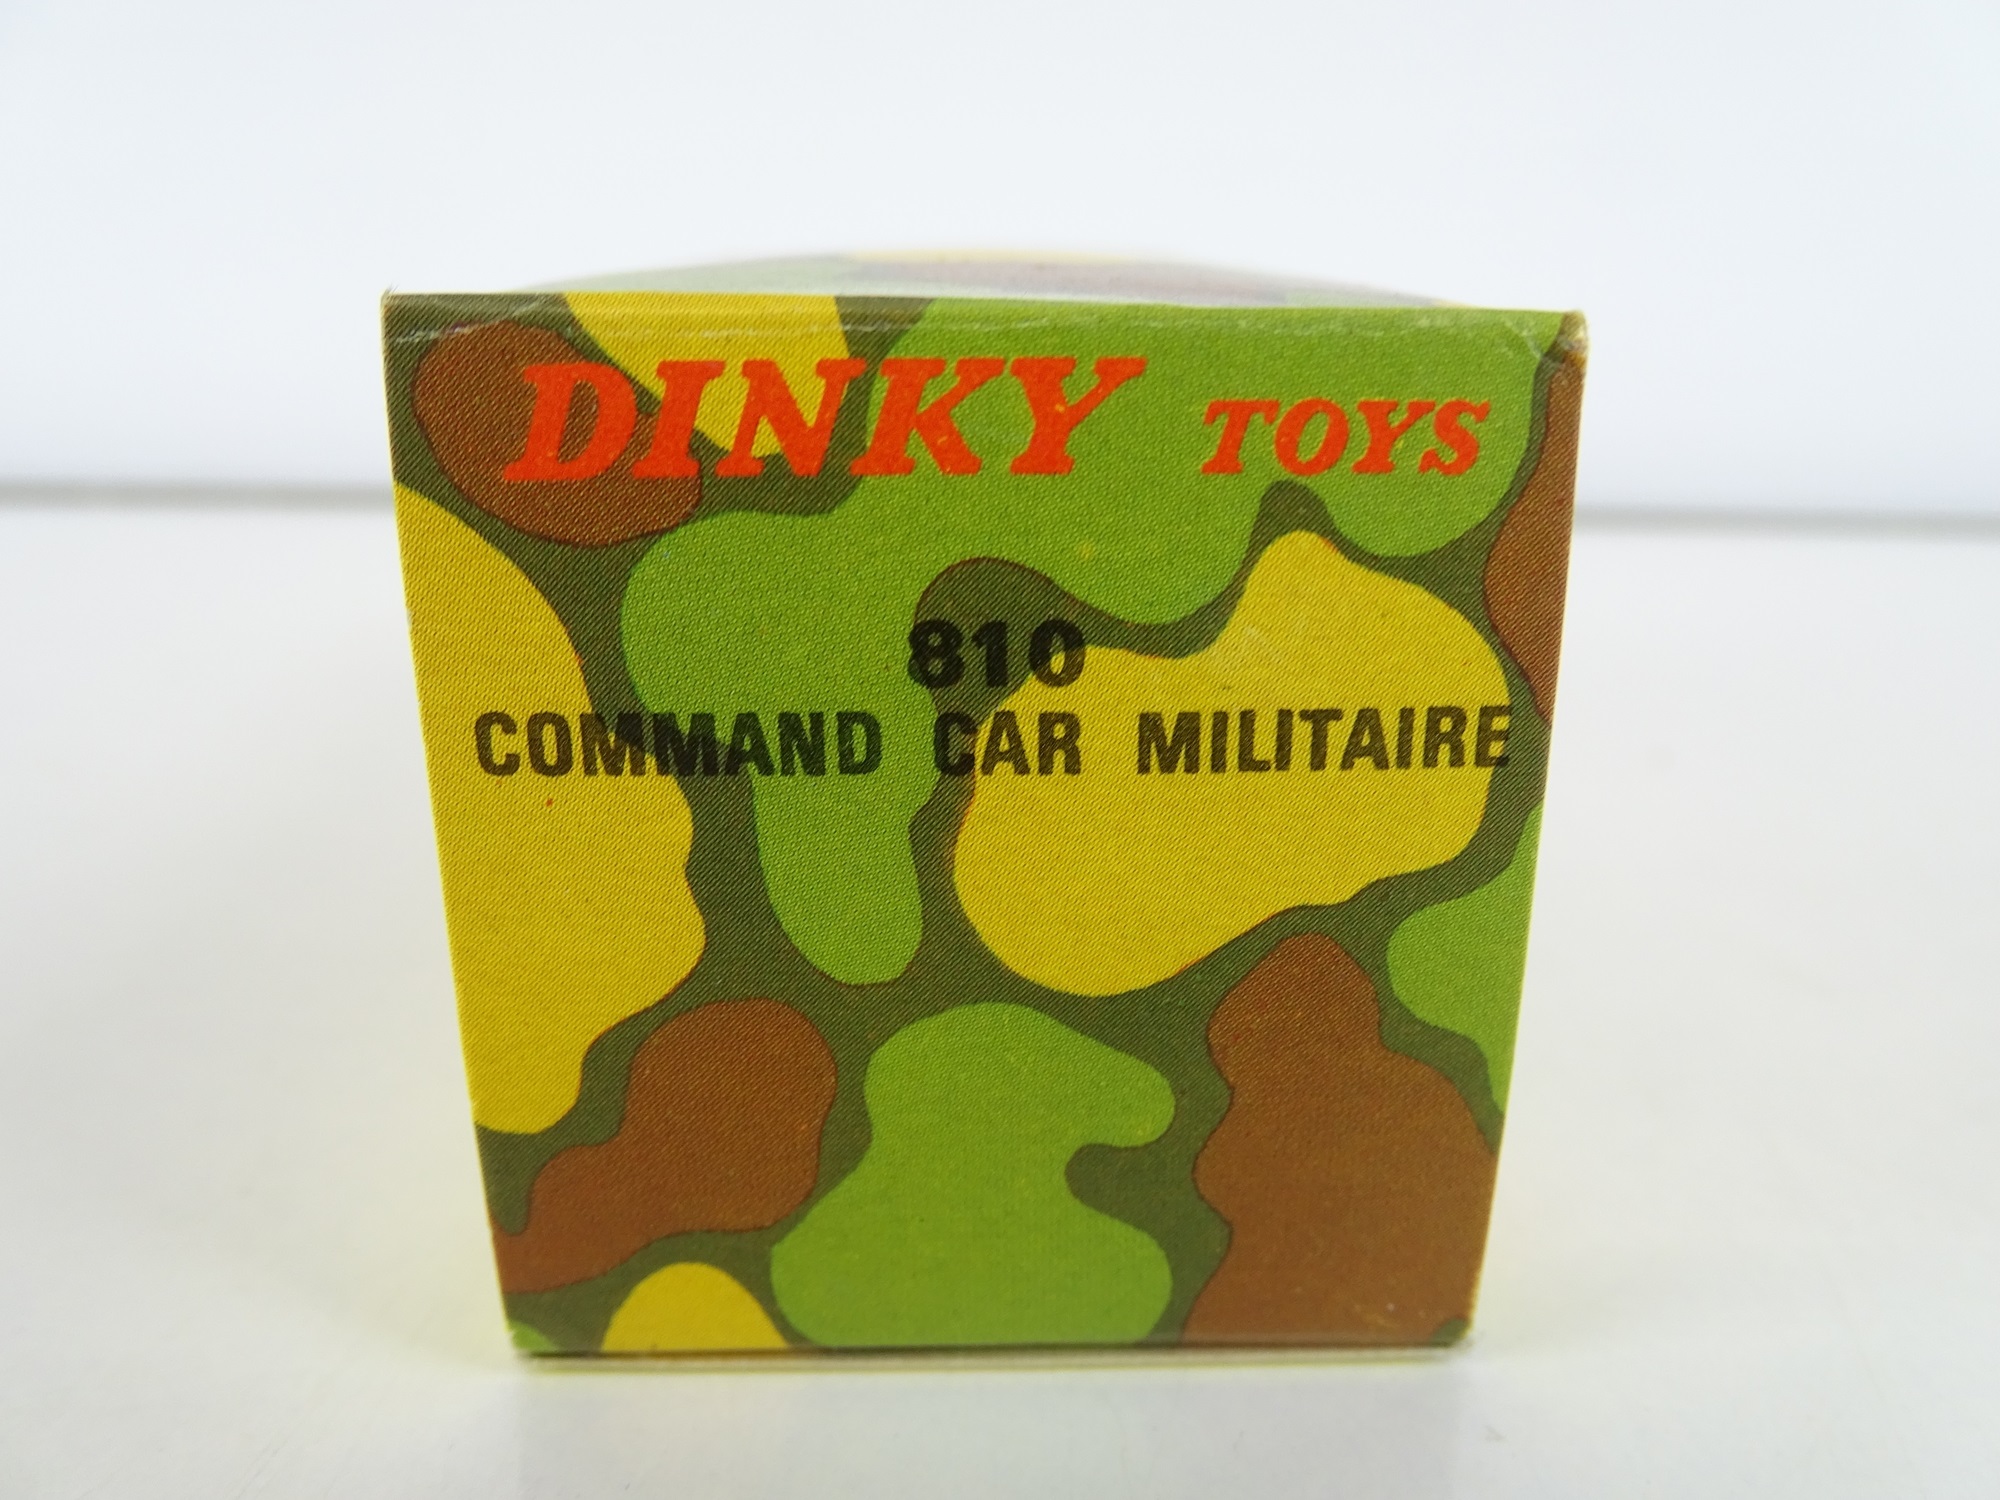 DINKY TOYS
810
COMMAND CAR MILITAIRE